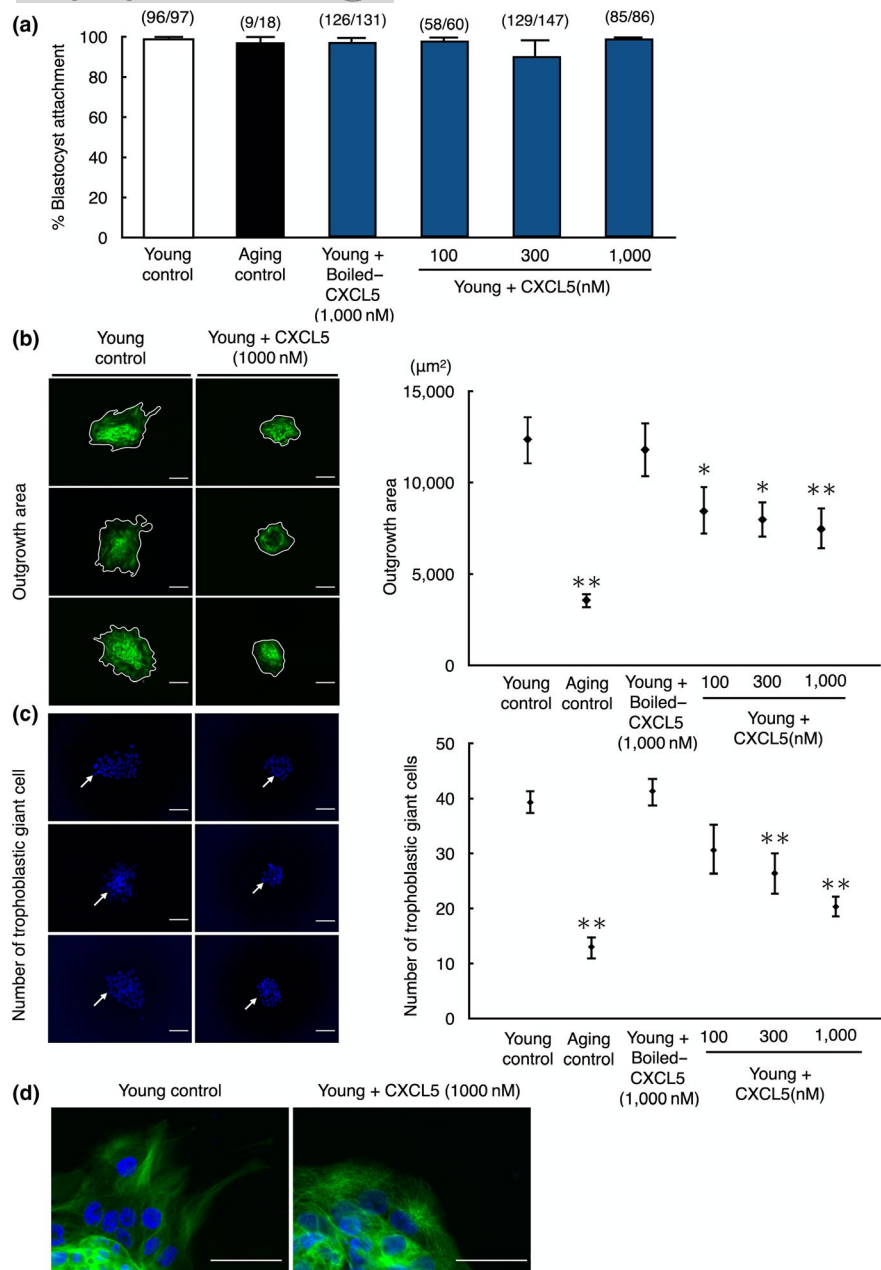 (a)
(96/97) (9/18) (126/131) (58/60) (129/147) (85/86)
% Blastocyst attachment
100
80
60
40
20
0
Young control
Aging control
Young + Boiled– CXCL5 (1,000 nM)
100 300 1,000
Young + CXCL5(nM)
(b)
Young control
Young + CXCL5 (1000 nM)
Outgrowth area
(µm²)
Outgrowth area
15,000
10,000
5,000
0
**
*
*
**
Young control
Aging control
Young + Boiled– CXCL5 (1,000 nM)
100 300 1,000
Young + CXCL5(nM)
(c)
Number of trophoblastic giant cells
Number of trophoblastic giant cells
50
40
30
20
10
0
**
**
**
Young control
Aging control
Young + Boiled– CXCL5 (1,000 nM)
100 300 1,000
Young + CXCL5(nM)
(d)
Young control
Young + CXCL5 (1000 nM)